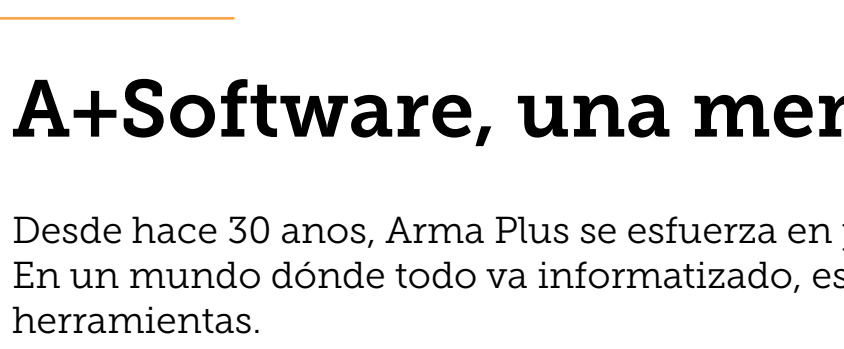 A+Software, una mer
Desde hace 30 anos, Arma Plus se esfuerza en
En un mundo dónde todo va informatizado, es
herramientas.